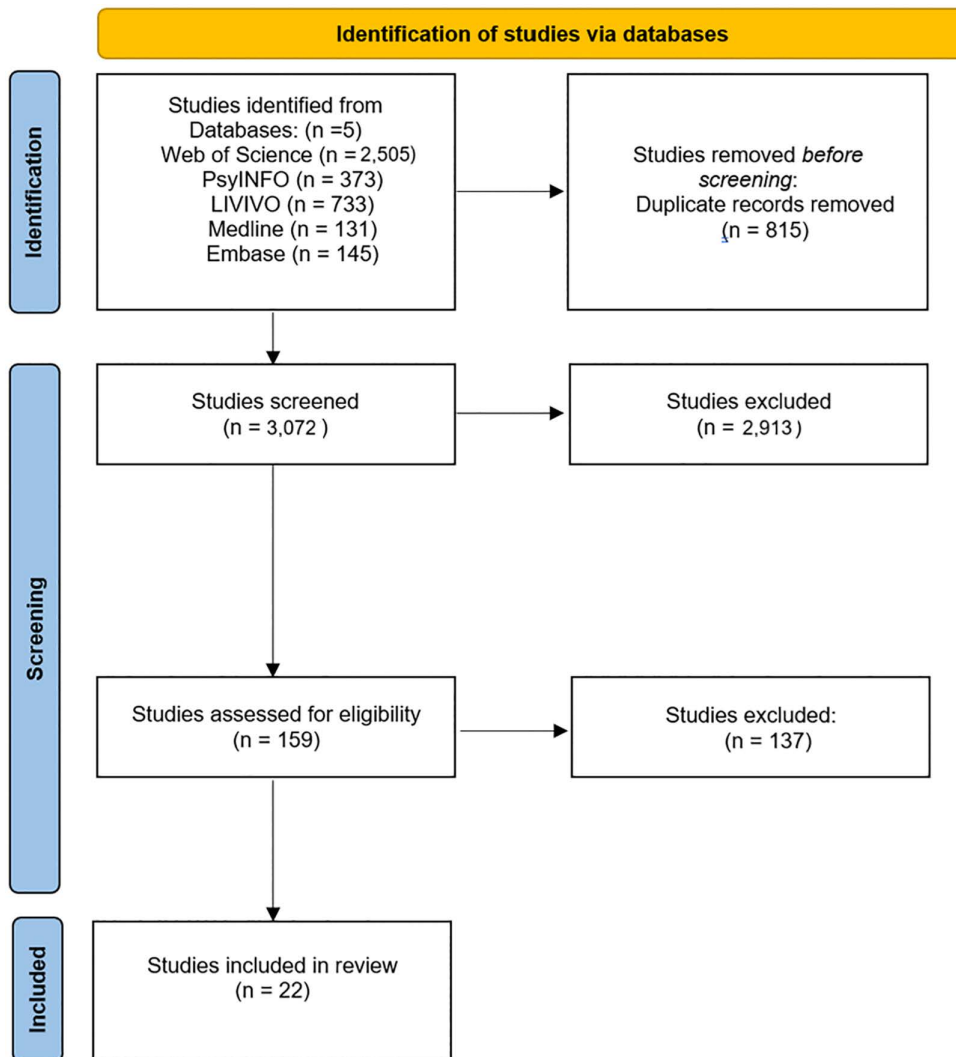 Identification of studies via databases
Identification
Studies identified from
Databases: (n =5)
Web of Science (n = 2,505)
PsyINFO (n = 373)
LIVIVO (n = 733)
Medline (n = 131)
Embase (n = 145)
Studies removed before
screening:
Duplicate records removed
(n = 815)
Screening
Studies screened
(n = 3,072 )
Studies excluded
(n = 2,913 )
Studies assessed for eligibility
(n = 159)
Studies excluded:
(n = 137)
Included
Studies included in review
(n = 22)